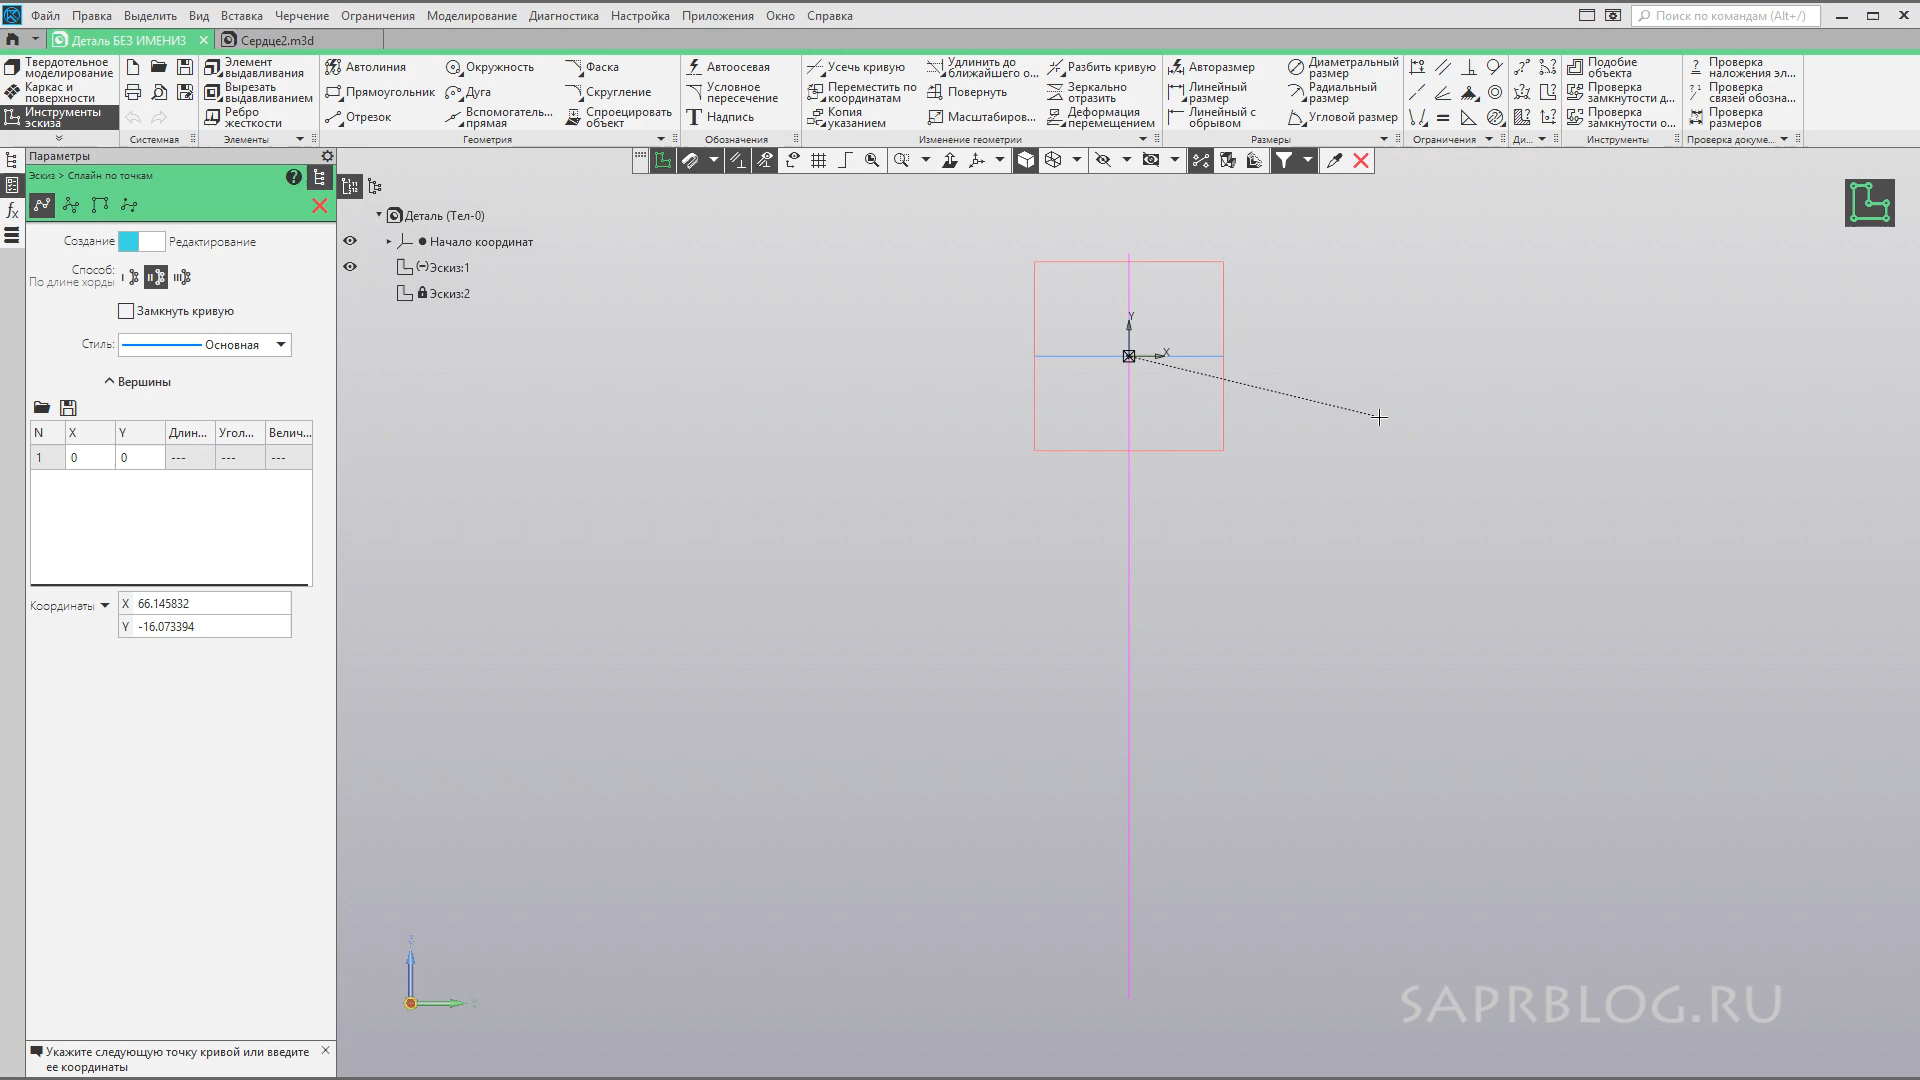 Файл Правка Выделить Вид Вставка Черчение Ограничения Моделирование Диагностика Настройка Приложения Окно Справка
Поиск по командам (Alt+/)
Деталь БЕЗ ИМЕНИ3
Сердце2.m3d
Твердотельное моделирование
Каркас и поверхности
Инструменты эскиза
Системная
Элемент выдавливания
Вырезать выдавливанием
Ребро жесткости
Элементы
Автолиния
Прямоугольник
Отрезок
Окружность
Дуга
Вспомогатель... прямая
Фаска
Скругление
Спроецировать объект
Геометрия
Автоосевая
Условное пересечение
Надпись
Обозначения
Усечь кривую
Переместить по координатам
Копия указанием
Удлинить до ближайшего о...
Повернуть
Масштабиров...
Разбить кривую
Зеркально отразить
Деформация перемещением
Изменение геометрии
Авторазмер
Линейный размер
Линейный с обрывом
Диаметральный размер
Радиальный размер
Угловой размер
Размеры
Ограничения
Ди...
Подобие объекта
Проверка замкнутости д...
Проверка замкнутости о...
Инструменты
Проверка наложения эл...
Проверка связей обозна...
Проверка размеров
Проверка докуме...
Параметры
Эскиз > Сплайн по точкам
Создание
Редактирование
Способ:
По длине хорды
Замкнуть кривую
Стиль:
Основная
Вершины
N X Y Длин... Угол... Велич...
1 0 0 --- --- ---
Координаты
X 66.145832
Y -16.073394
Укажите следующую точку кривой или введите
ее координаты
Деталь (Тел-0)
Начало координат
(-)Эскиз:1
Эскиз:2
Y
X
SAPRBLOG.RU